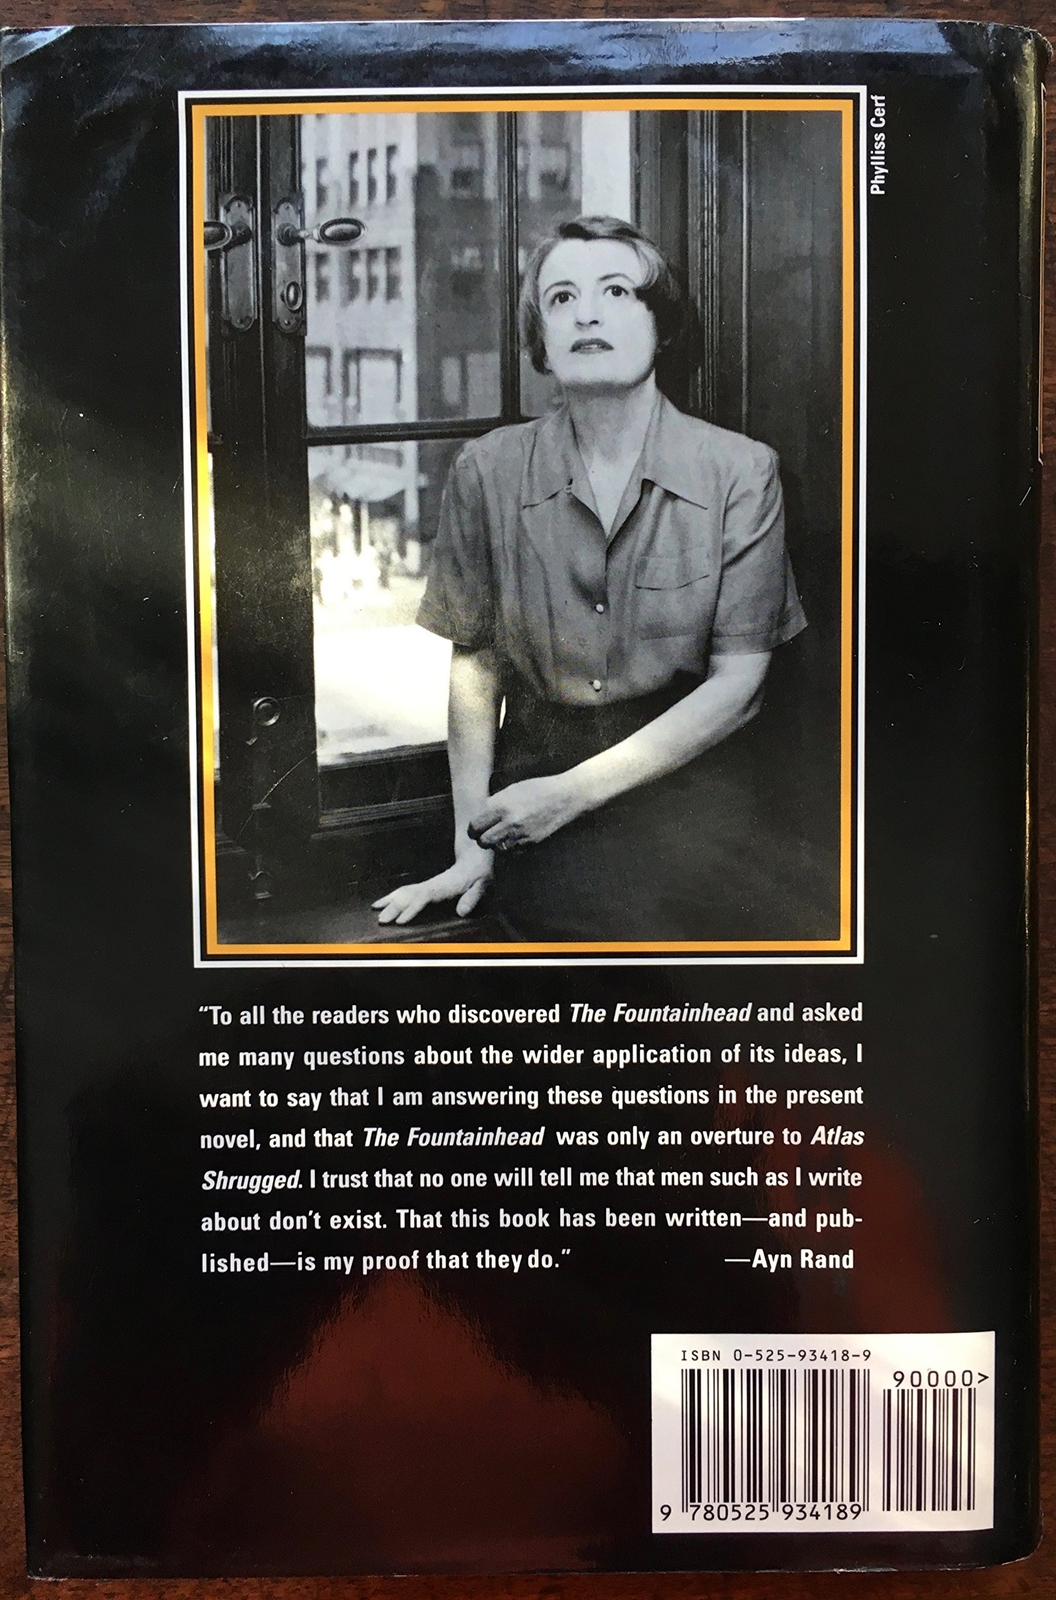 Phylliss Cerf
“To all the readers who discovered The Fountainhead and asked
me many questions about the wider application of its ideas, I
want to say that I am answering these questions in the present
novel, and that The Fountainhead was only an overture to Atlas
Shrugged. I trust that no one will tell me that men such as I write
about don't exist. That this book has been written—and pub-
lished—is my proof that they do.” —Ayn Rand
ISBN 0-525-93418-9
90000>
9 780525 934189